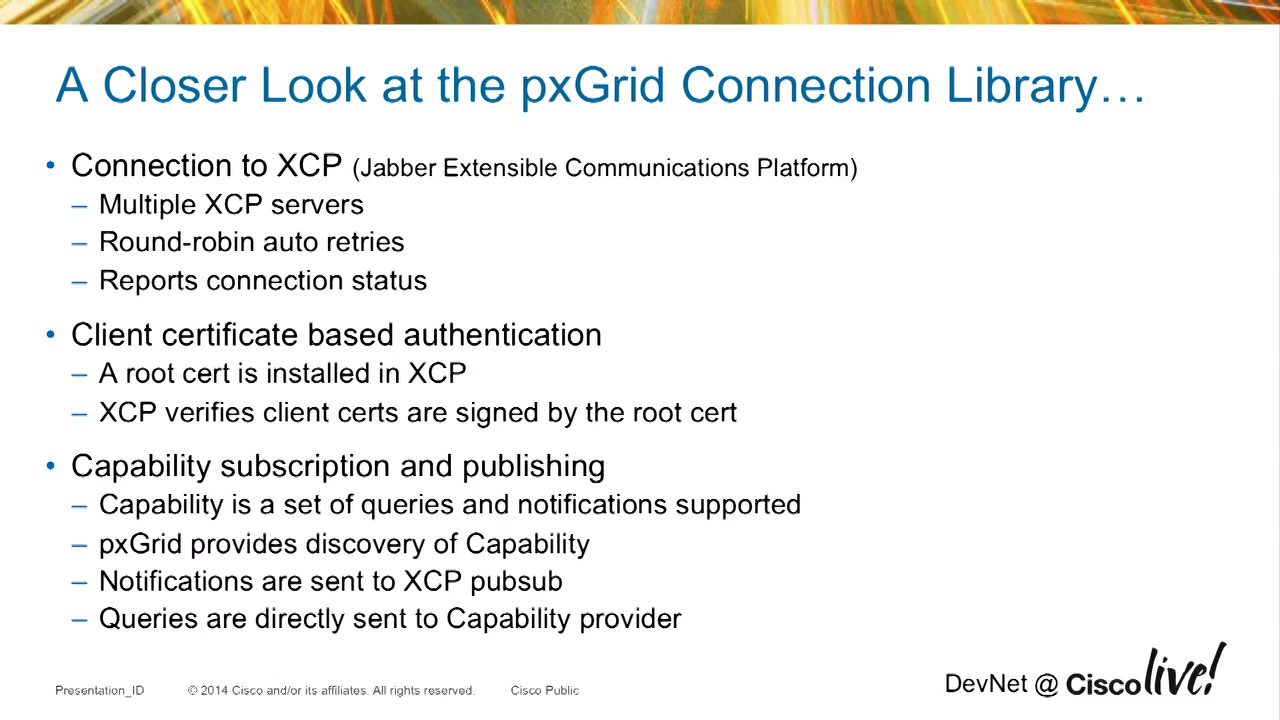 A Closer Look at the pxGrid Connection Library…
• Connection to XCP (Jabber Extensible Communications Platform)
– Multiple XCP servers
– Round-robin auto retries
– Reports connection status
• Client certificate based authentication
– A root cert is installed in XCP
– XCP verifies client certs are signed by the root cert
• Capability subscription and publishing
– Capability is a set of queries and notifications supported
– pxGrid provides discovery of Capability
– Notifications are sent to XCP pubsub
– Queries are directly sent to Capability provider
Presentation_ID © 2014 Cisco and/or its affiliates. All rights reserved. Cisco Public
DevNet @ Cisco live!